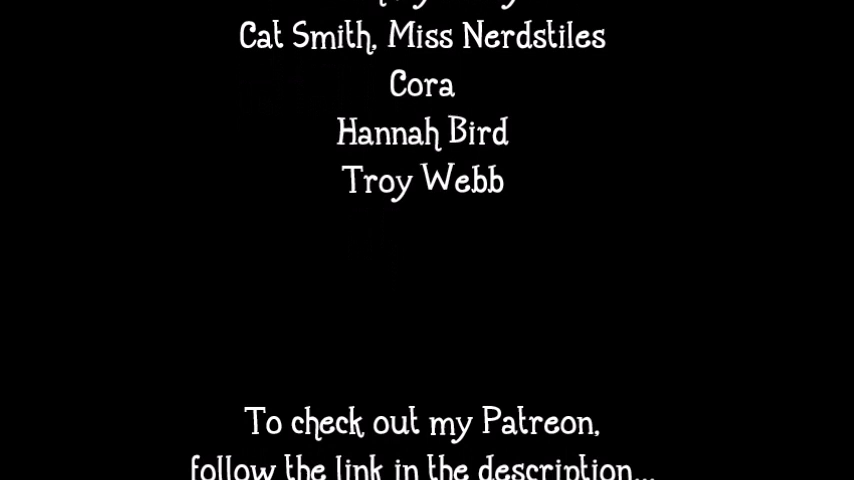 Cat Smith, Miss Nerdstiles
Cora
Hannah Bird
Troy Webb
To check out my Patreon,
follow the link in the description...